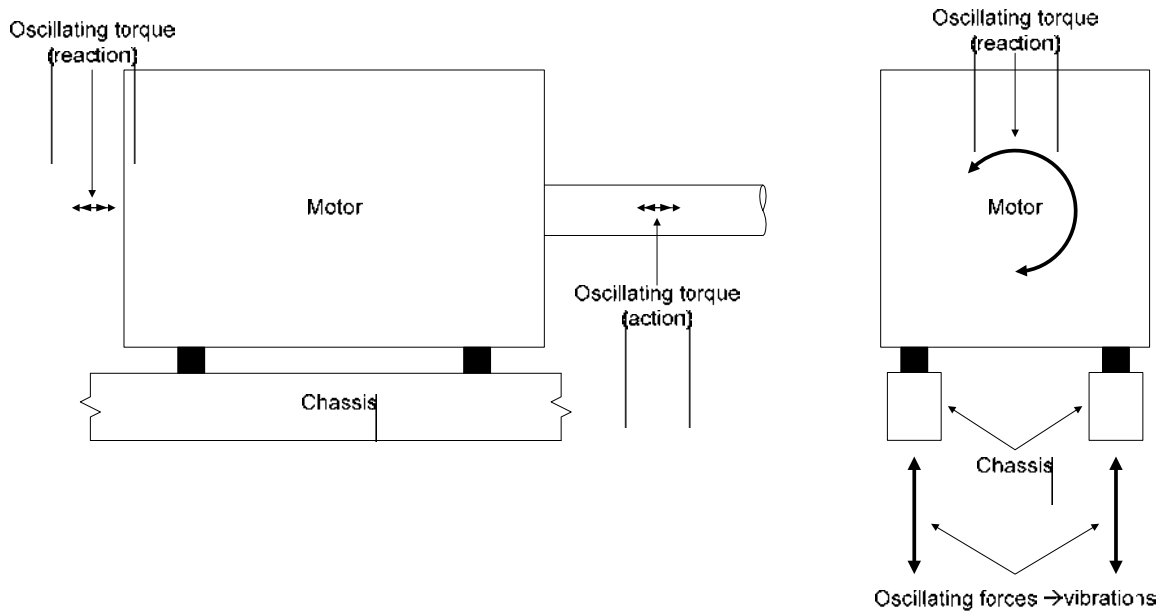 Oscillating torque
(reaction)
Motor
Oscillating torque
(action)
Chassis
Oscillating torque
(reaction)
Motor
Chassis
Oscillating forces →vibrations